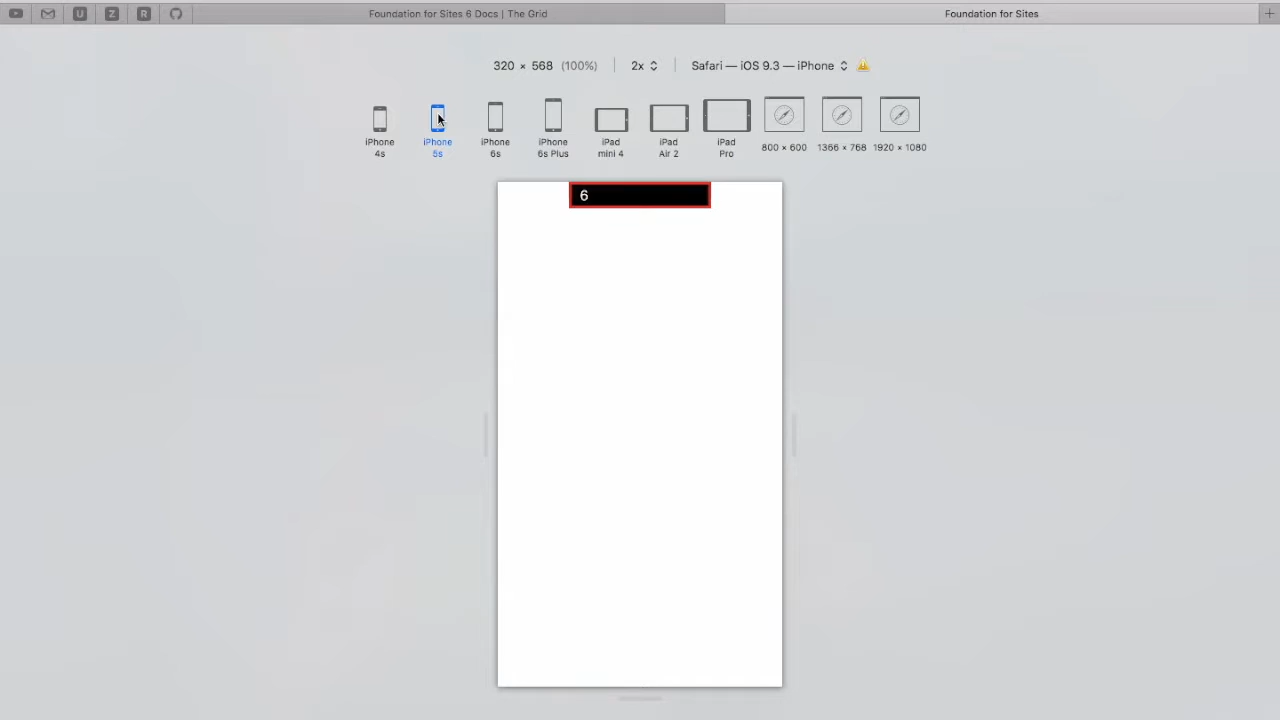 U
Z
R
Foundation for Sites 6 Docs | The Grid
Foundation for Sites
+
320 × 568 (100%)
2x
Safari — iOS 9.3 — iPhone
iPhone
4s
iPhone
5s
iPhone
6s
iPhone
6s Plus
iPad
mini 4
iPad
Air 2
iPad
Pro
800 × 600
1366 × 768
1920 × 1080
6